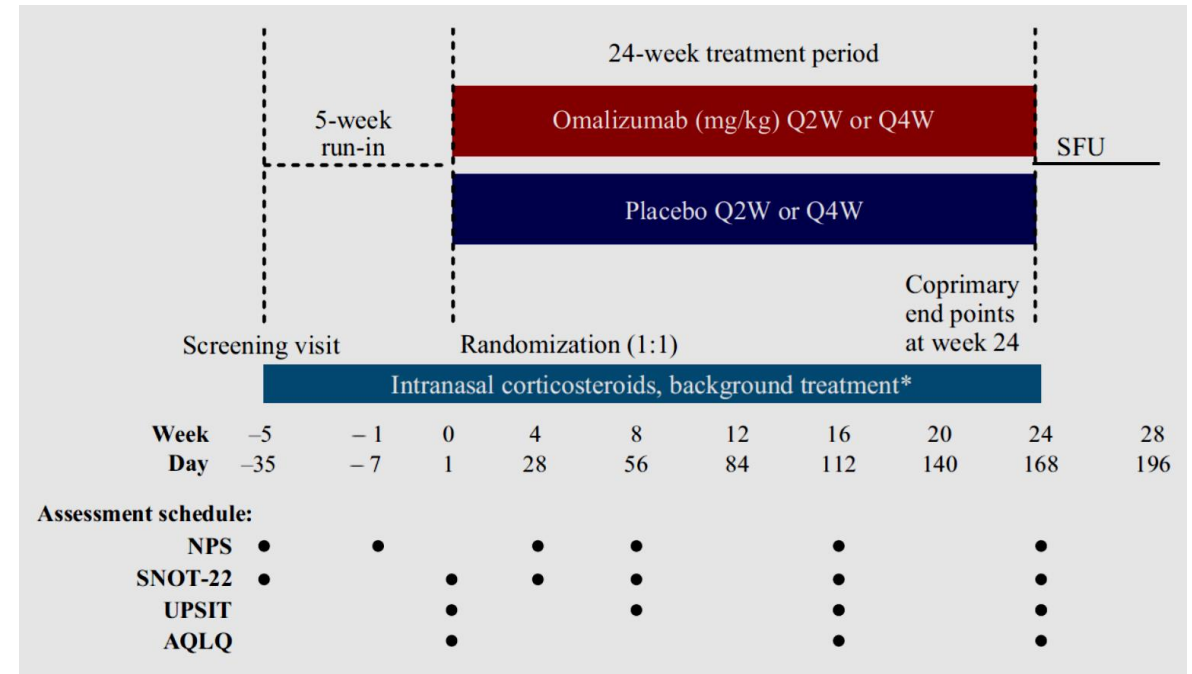 24-week treatment period
5-week
run-in
Omalizumab (mg/kg) Q2W or Q4W
SFU
Placebo Q2W or Q4W
Coprimary
end points
at week 24
Screening visit
Randomization (1:1)
Intranasal corticosteroids, background treatment*
Week –5 – 1 0 4 8 12 16 20 24 28
Day –35 – 7 1 28 56 84 112 140 168 196
Assessment schedule:
NPS
SNOT-22
UPSIT
AQLQ